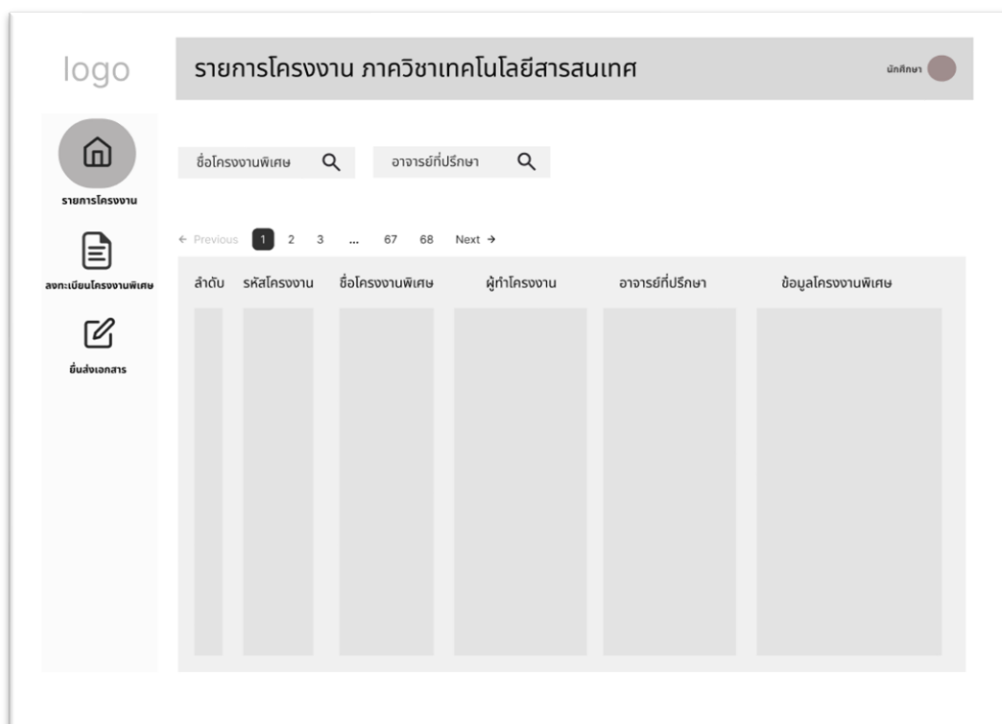 logo
รายการโครงงาน ภาควิชาเทคโนโลยีสารสนเทศ
นักศึกษา
รายการโครงงาน
ลงทะเบียนโครงงานพิเศษ
ยื่นส่งเอกสาร
ชื่อโครงงานพิเศษ อาจารย์ที่ปรึกษา
← Previous 1 2 3 ... 67 68 Next →
ลำดับ รหัสโครงงาน ชื่อโครงงานพิเศษ ผู้ทำโครงงาน อาจารย์ที่ปรึกษา ข้อมูลโครงงานพิเศษ